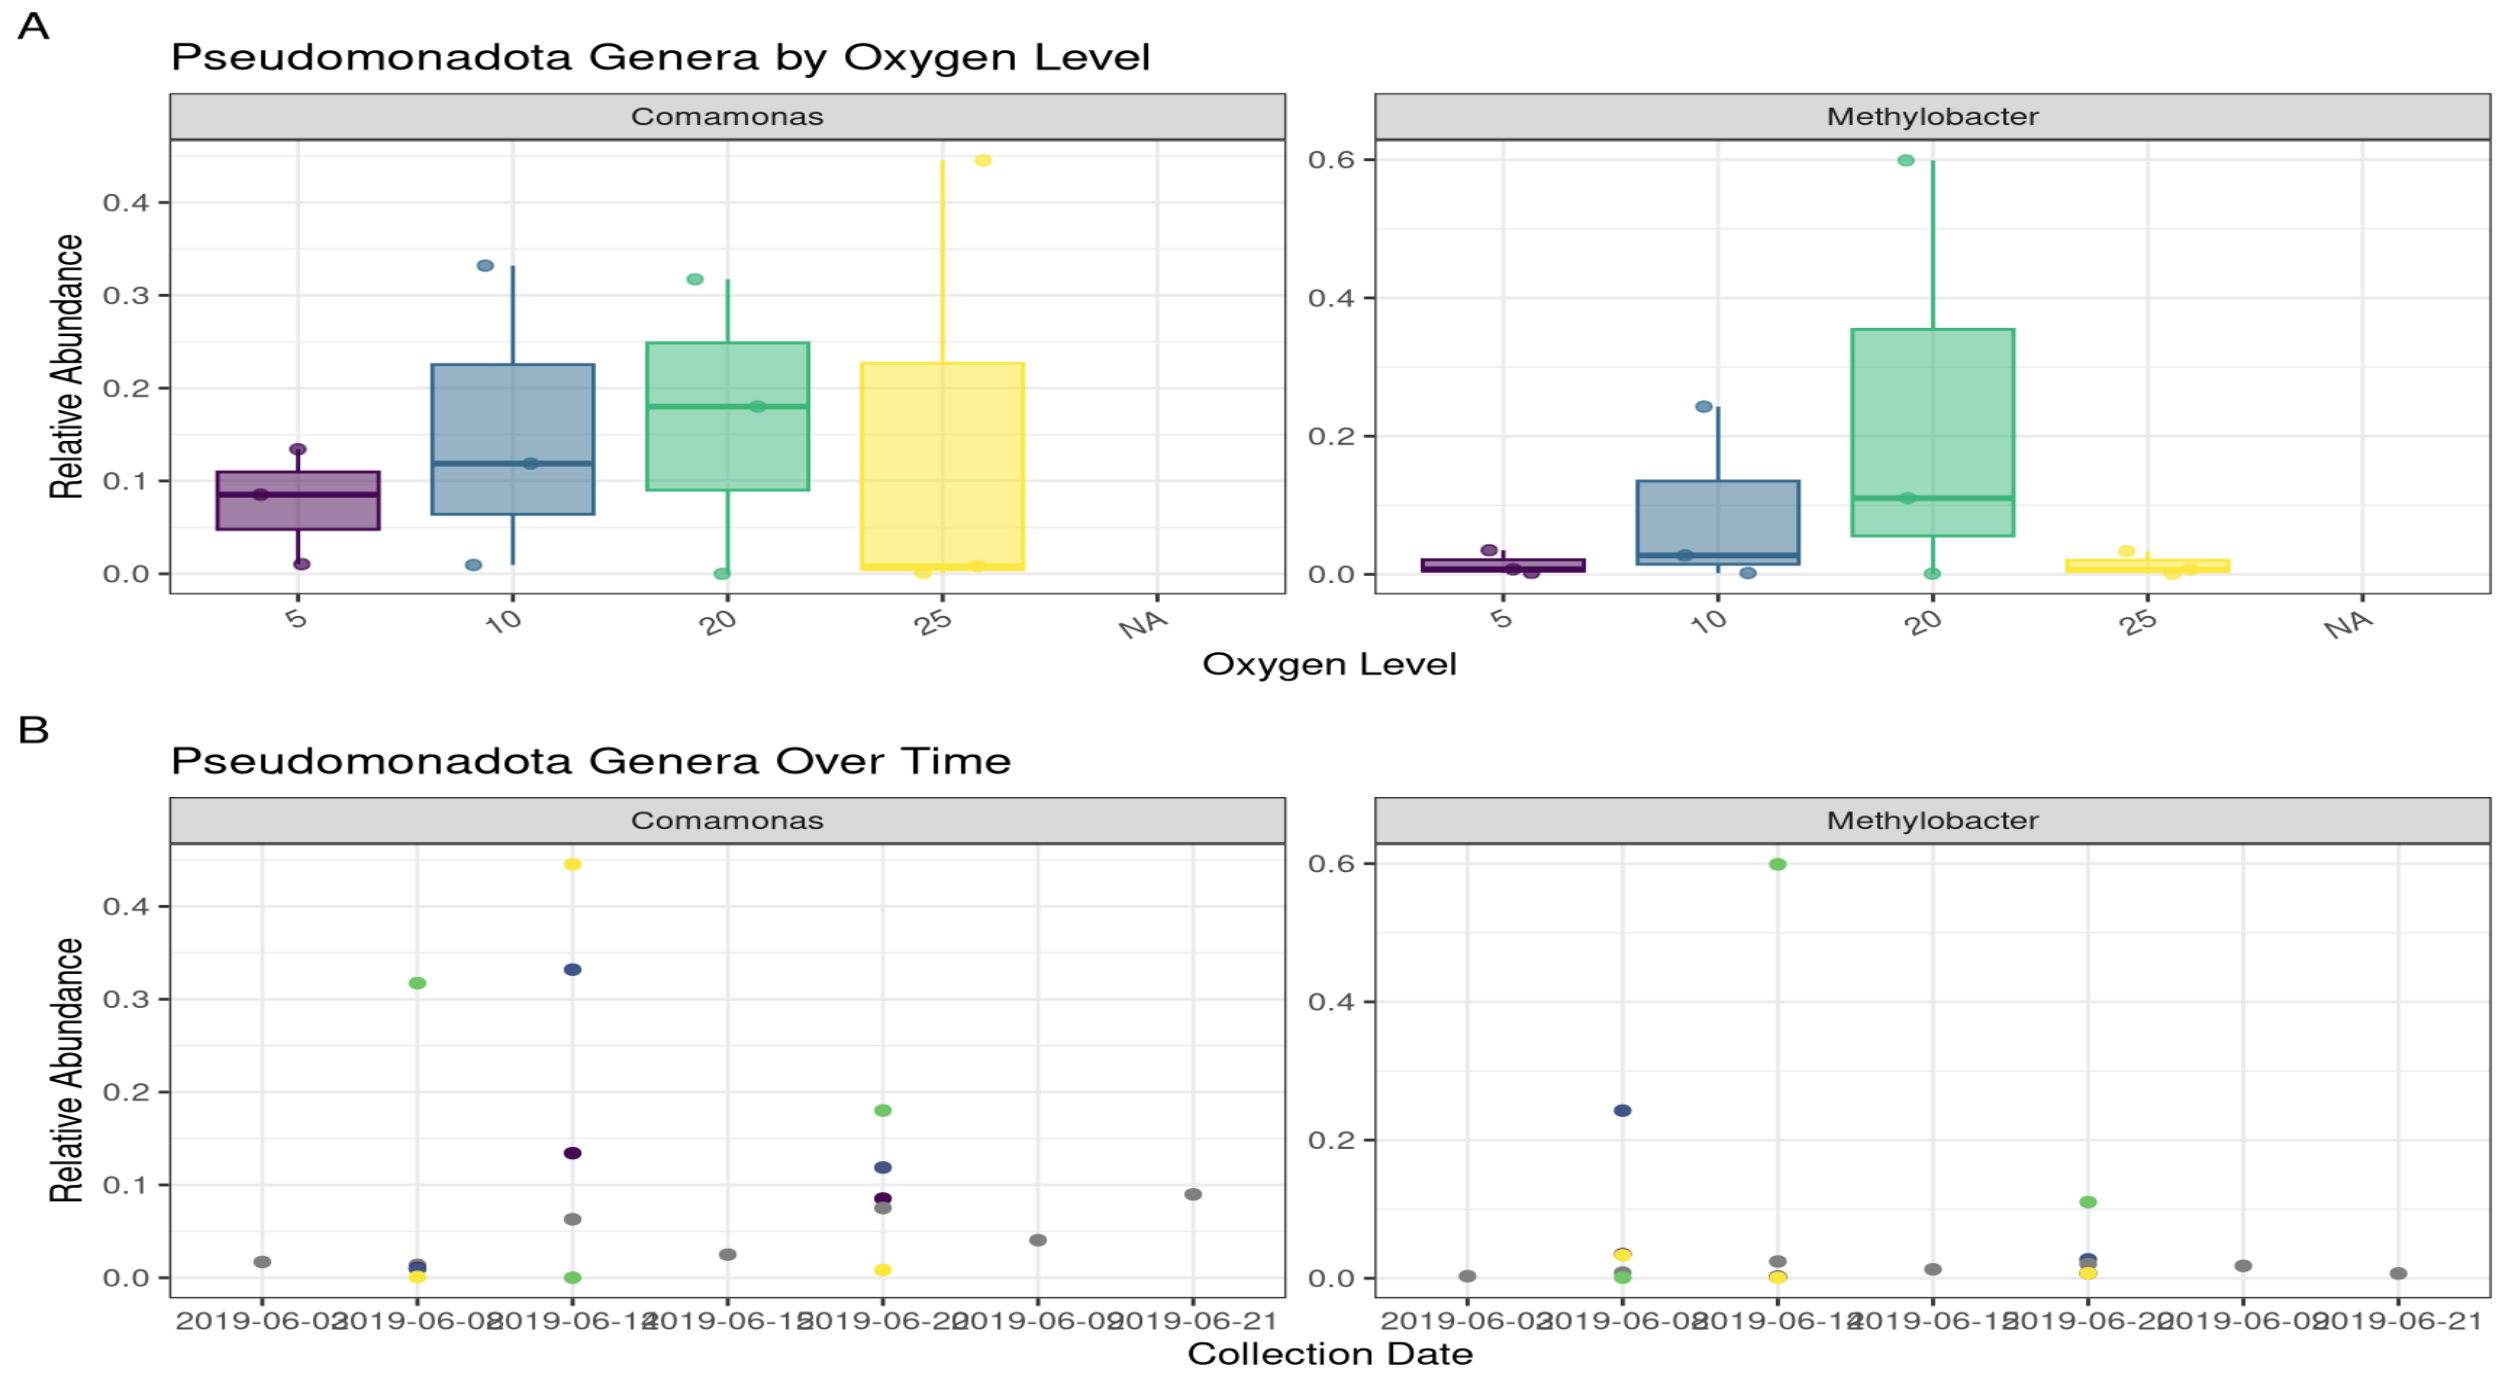 A
Pseudomonadota Genera by Oxygen Level
Comamonas
Methylobacter
Relative Abundance
0.4
0.3
0.2
0.1
0.0
0.6
0.4
0.2
0.0
5
10
20
25
NA
5
10
20
25
NA
Oxygen Level
B
Pseudomonadota Genera Over Time
Comamonas
Methylobacter
Relative Abundance
0.4
0.3
0.2
0.1
0.0
0.6
0.4
0.2
0.0
2019-06-21
2019-06-21
Collection Date